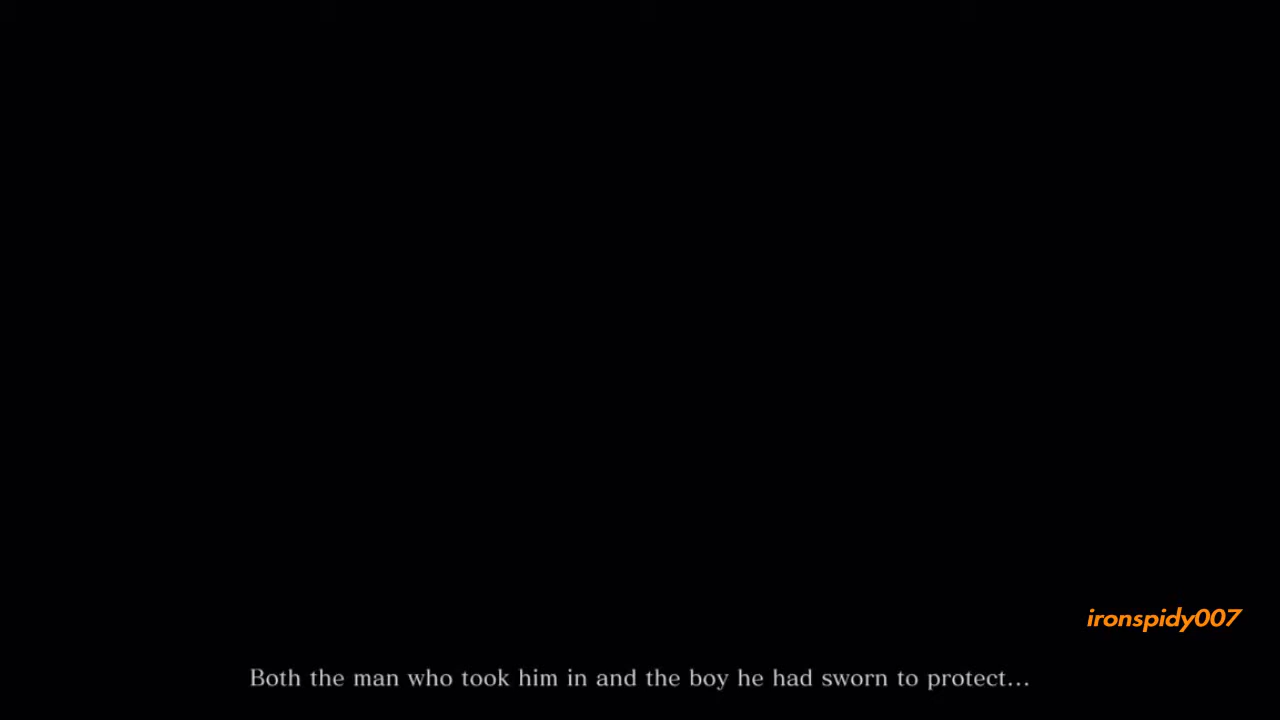 ironspidy007
Both the man who took him in and the boy he had sworn to protect...